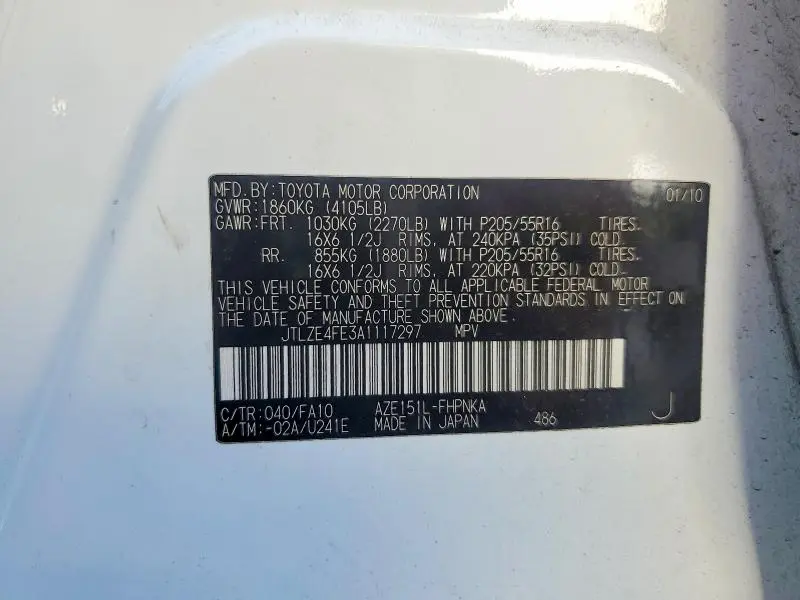 MFD.BY:TOYOTA MOTOR CORPORATION 01/10
GVWR:1860KG (4105LB)
GAWR:FRT. 1030KG (2270LB) WITH P205/55R16 TIRES.
16X6 1/2J RIMS, AT 240KPA (35PSI) COLD.
RR. 855KG (1880LB) WITH P205/55R16 TIRES.
16X6 1/2J RIMS, AT 220KPA (32PSI) COLD.
THIS VEHICLE CONFORMS TO ALL APPLICABLE FEDERAL MOTOR
VEHICLE SAFETY AND THEFT PREVENTION STANDARDS IN EFFECT ON
THE DATE OF MANUFACTURE SHOWN ABOVE.
JTLZE4FE3A1117297 MPV
C/TR:040/FA10 AZE151L-FHPNKA
A/TM:-02A/U241E MADE IN JAPAN 486 J